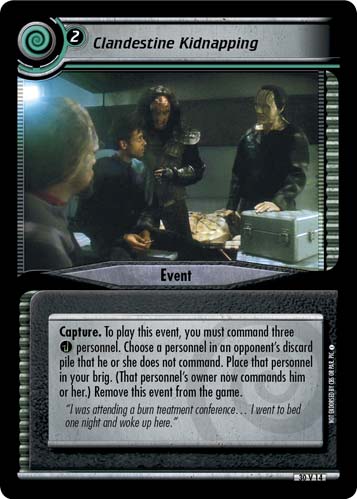 2
Clandestine Kidnapping
Event
Capture. To play this event, you must command three
personnel. Choose a personnel in an opponent's discard
pile that he or she does not command. Place that personnel
in your brig. (That personnel's owner now commands him
or her.) Remove this event from the game.
"I was attending a burn treatment conference… I went to bed
one night and woke up here."
NOT ENDORSED BY CBS OR PAR. PIC.
30 V 14